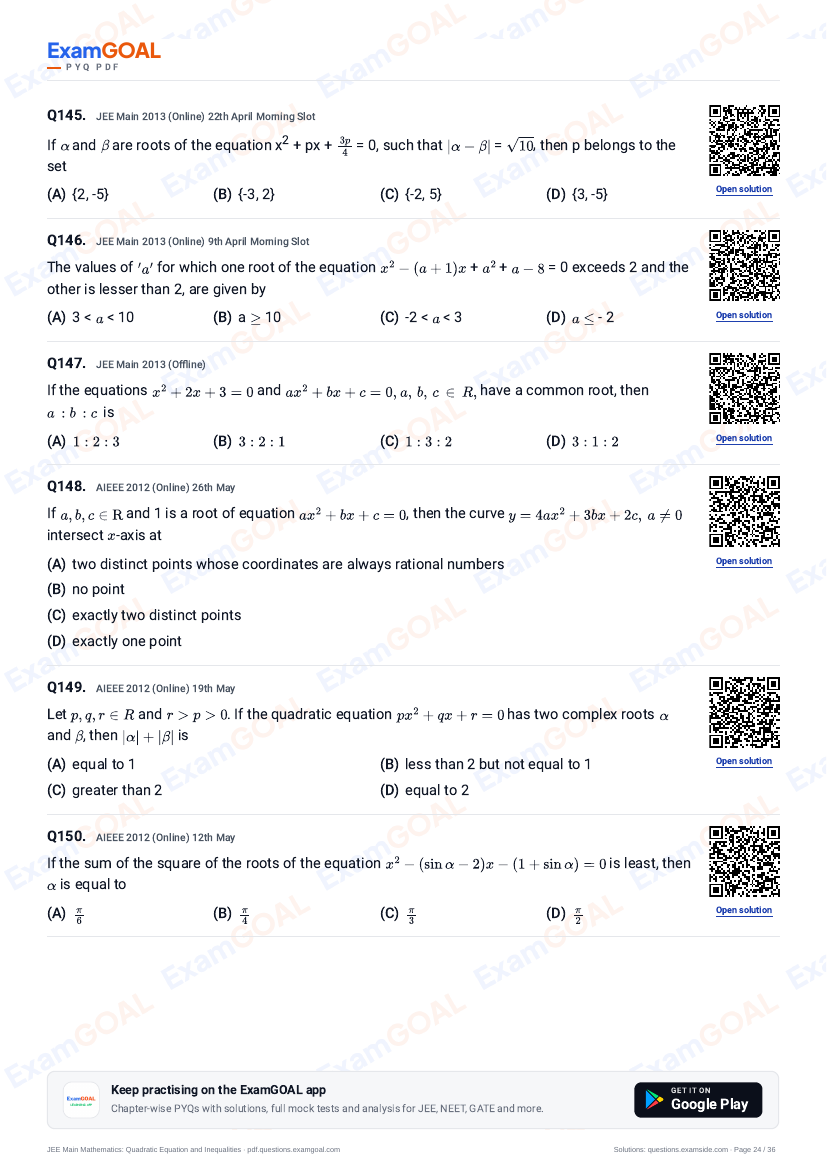 ExamGOAL
PYQ PDF
Q145. JEE Main 2013 (Online) 22th April Morning Slot
If α and β are roots of the equation x² + px + 3p/4 = 0, such that |α − β| = √10, then p belongs to the
set
(A) {2, -5} (B) {-3, 2} (C) {-2, 5} (D) {3, -5}
Open solution
Q146. JEE Main 2013 (Online) 9th April Morning Slot
The values of 'a' for which one root of the equation x² − (a + 1)x + a² + a − 8 = 0 exceeds 2 and the
other is lesser than 2, are given by
(A) 3 < a < 10 (B) a ≥ 10 (C) -2 < a < 3 (D) a ≤ - 2
Open solution
Q147. JEE Main 2013 (Offline)
If the equations x² + 2x + 3 = 0 and ax² + bx + c = 0, a, b, c ∈ R, have a common root, then
a : b : c is
(A) 1 : 2 : 3 (B) 3 : 2 : 1 (C) 1 : 3 : 2 (D) 3 : 1 : 2
Open solution
Q148. AIEEE 2012 (Online) 26th May
If a, b, c ∈ R and 1 is a root of equation ax² + bx + c = 0, then the curve y = 4ax² + 3bx + 2c, a ≠ 0
intersect x-axis at
(A) two distinct points whose coordinates are always rational numbers
(B) no point
(C) exactly two distinct points
(D) exactly one point
Open solution
Q149. AIEEE 2012 (Online) 19th May
Let p, q, r ∈ R and r > p > 0. If the quadratic equation px² + qx + r = 0 has two complex roots α
and β, then |α| + |β| is
(A) equal to 1 (B) less than 2 but not equal to 1
(C) greater than 2 (D) equal to 2
Open solution
Q150. AIEEE 2012 (Online) 12th May
If the sum of the square of the roots of the equation x² − (sin α − 2)x − (1 + sin α) = 0 is least, then
α is equal to
(A) π/6 (B) π/4 (C) π/3 (D) π/2
Open solution
ExamGOAL
Keep practising on the ExamGOAL app
Chapter-wise PYQs with solutions, full mock tests and analysis for JEE, NEET, GATE and more.
GET IT ON
Google Play
JEE Main Mathematics: Quadratic Equation and Inequalities · pdf.questions.examgoal.com
Solutions: questions.examside.com · Page 24 / 36